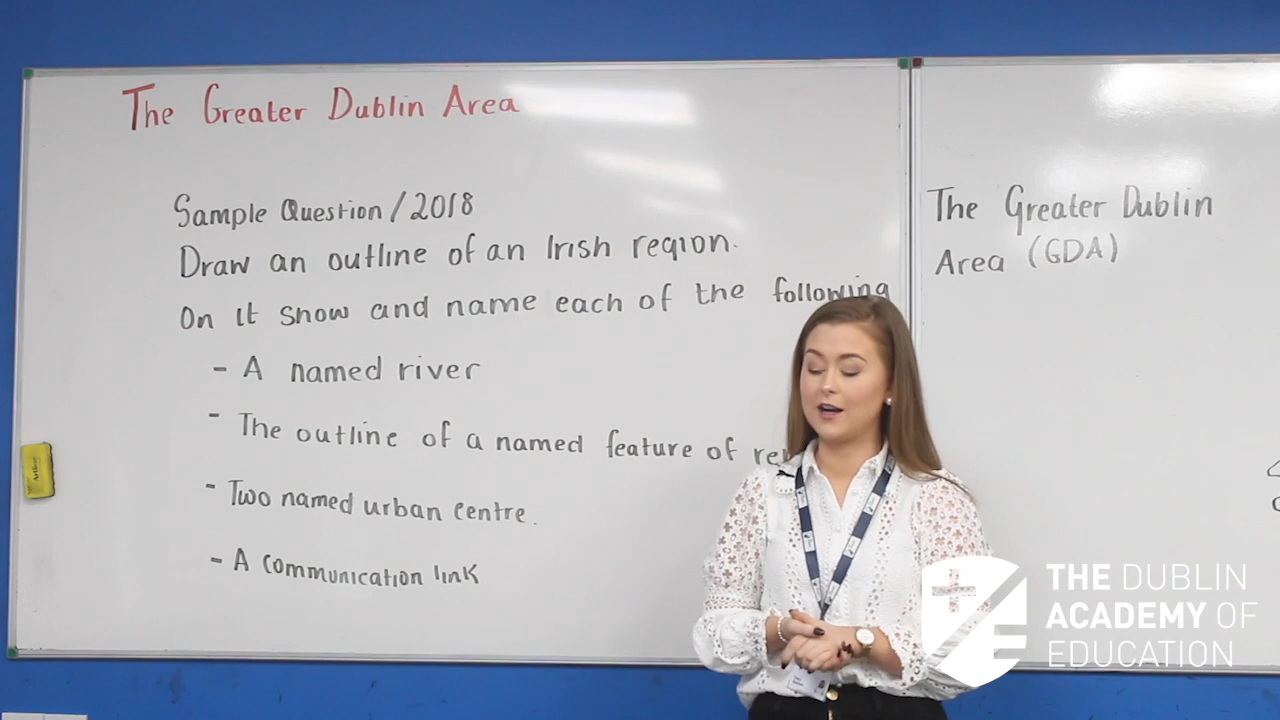 The Greater Dublin Area
Sample Question / 2018
Draw an outline of an Irish region.
On it show and name each of the following
- A named river
- The outline of a named feature of
- Two named urban centre.
- A communication link
The Greater Dublin
Area (GDA)
THE DUBLIN
ACADEMY OF
EDUCATION